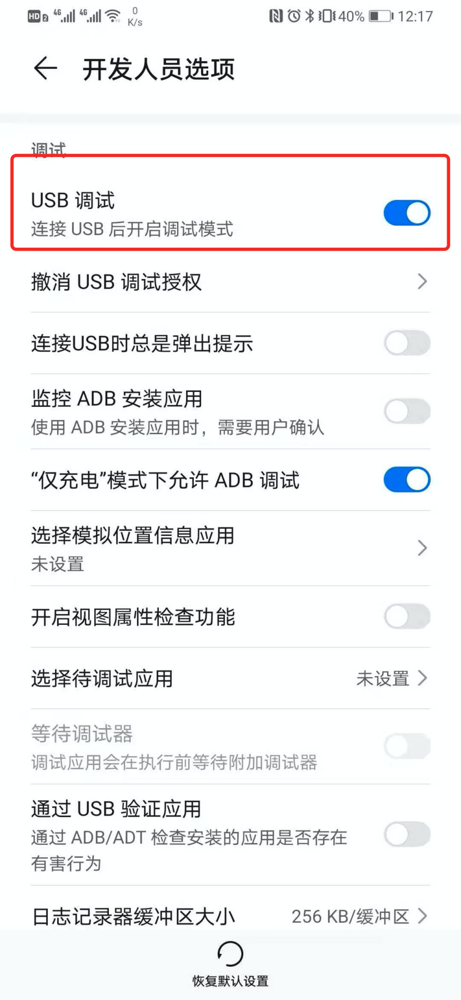 HD 2 4G 4G 0 K/s 40% 12:17
开发人员选项
调试
USB 调试
连接 USB 后开启调试模式
撤消 USB 调试授权
连接USB时总是弹出提示
监控 ADB 安装应用
使用 ADB 安装应用时，需要用户确认
“仅充电”模式下允许 ADB 调试
选择模拟位置信息应用
未设置
开启视图属性检查功能
选择待调试应用 未设置
等待调试器
调试应用会在执行前等待附加调试器
通过 USB 验证应用
通过 ADB/ADT 检查安装的应用是否存在
有害行为
日志记录器缓冲区大小 256 KB/缓冲区
恢复默认设置